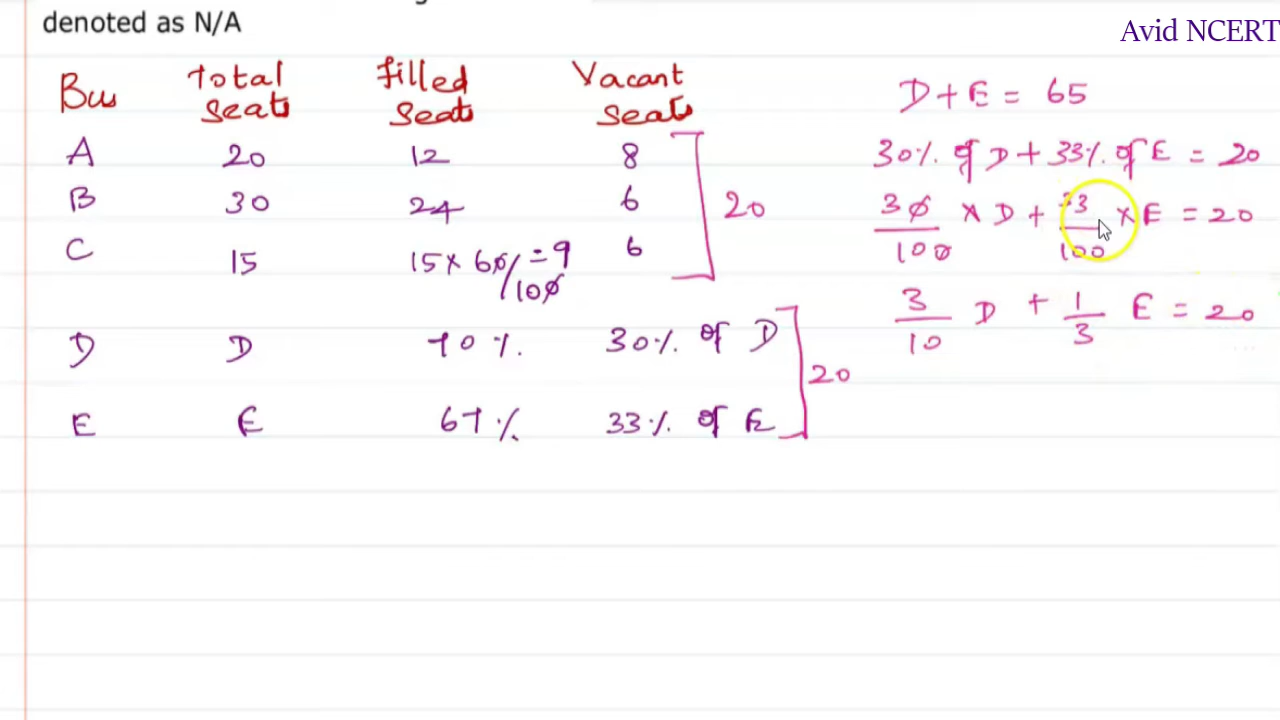 denoted as N/A
Avid NCERT
Bus Total Seats Filled Seats Vacant Seats
A 20 12 8
B 30 24 6
C 15 15 × 60/100 = 9 6
20
D D 70%. 30%. of D
E E 67%. 33%. of E
20
D + E = 65
30%. of D + 33%. of E = 20
30/100 × D + 33/100 × E = 20
3/10 D + 1/3 E = 20